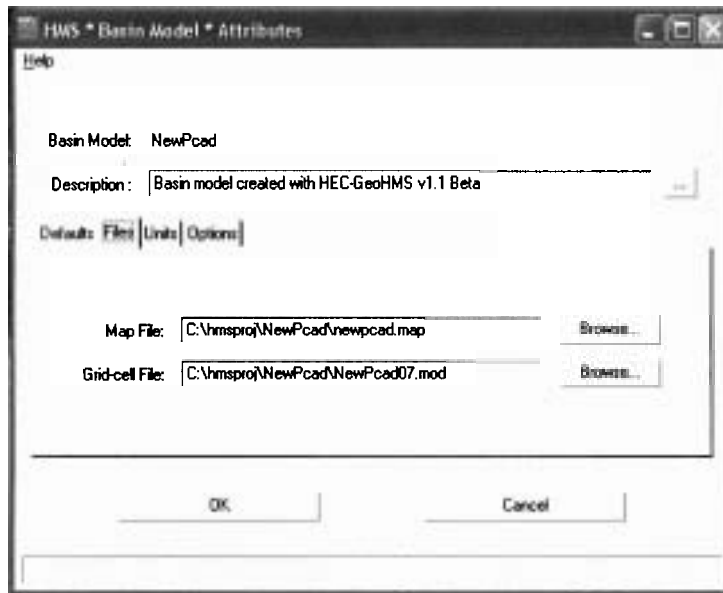 HMS * Basin Model * Attributes
Help
Basin Model: NewPcad
Description : Basin model created with HEC-GeoHMS v1.1 Beta ...
Defaults Files Units Options
Map File: C:\hmsproj\NewPcad\newpcad.map Browse...
Grid-cell File: C:\hmsproj\NewPcad\NewPcad07.mod Browse...
OK Cancel